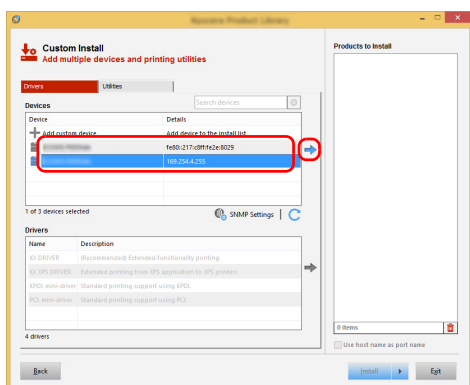 Kyocera Product Library
Custom Install
Add multiple devices and printing utilities
Products to Install
Drivers
Utilities
Devices
Search devices
Device
Details
Add custom device
Add device to the install list
fe80::217:c8ff:fe2e:8029
169.254.4.255
1 of 3 devices selected
SNMP Settings
Drivers
Name
Description
KX DRIVER
(Recommended) Extended-functionality printing
KX XPS DRIVER
Extended printing from XPS application to XPS printers
KPDL mini-driver
Standard printing support using KPDL
PCL mini-driver
Standard printing support using PCL
4 drivers
0 items
Use host name as port name
Back
Install
Exit